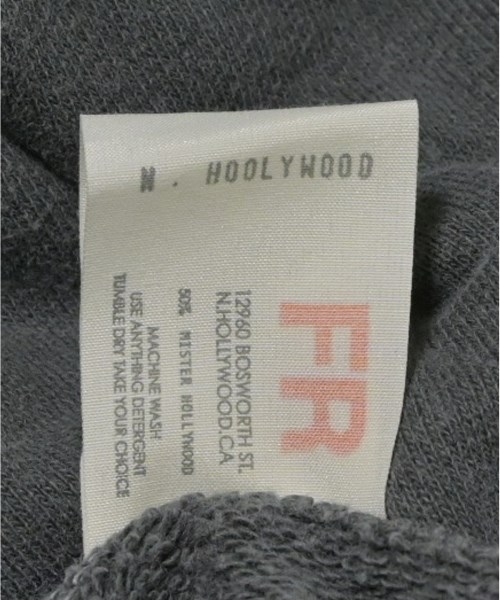 N. HOOLYWOOD
FR
12960 BOSWORTH ST.
N.HOLLYWOOD.CA
50% MISTER HOLLYWOOD
MACHINE WASH
USE ANYTHING DETERGENT
TUMBLE DRY TAKE YOUR CHOICE